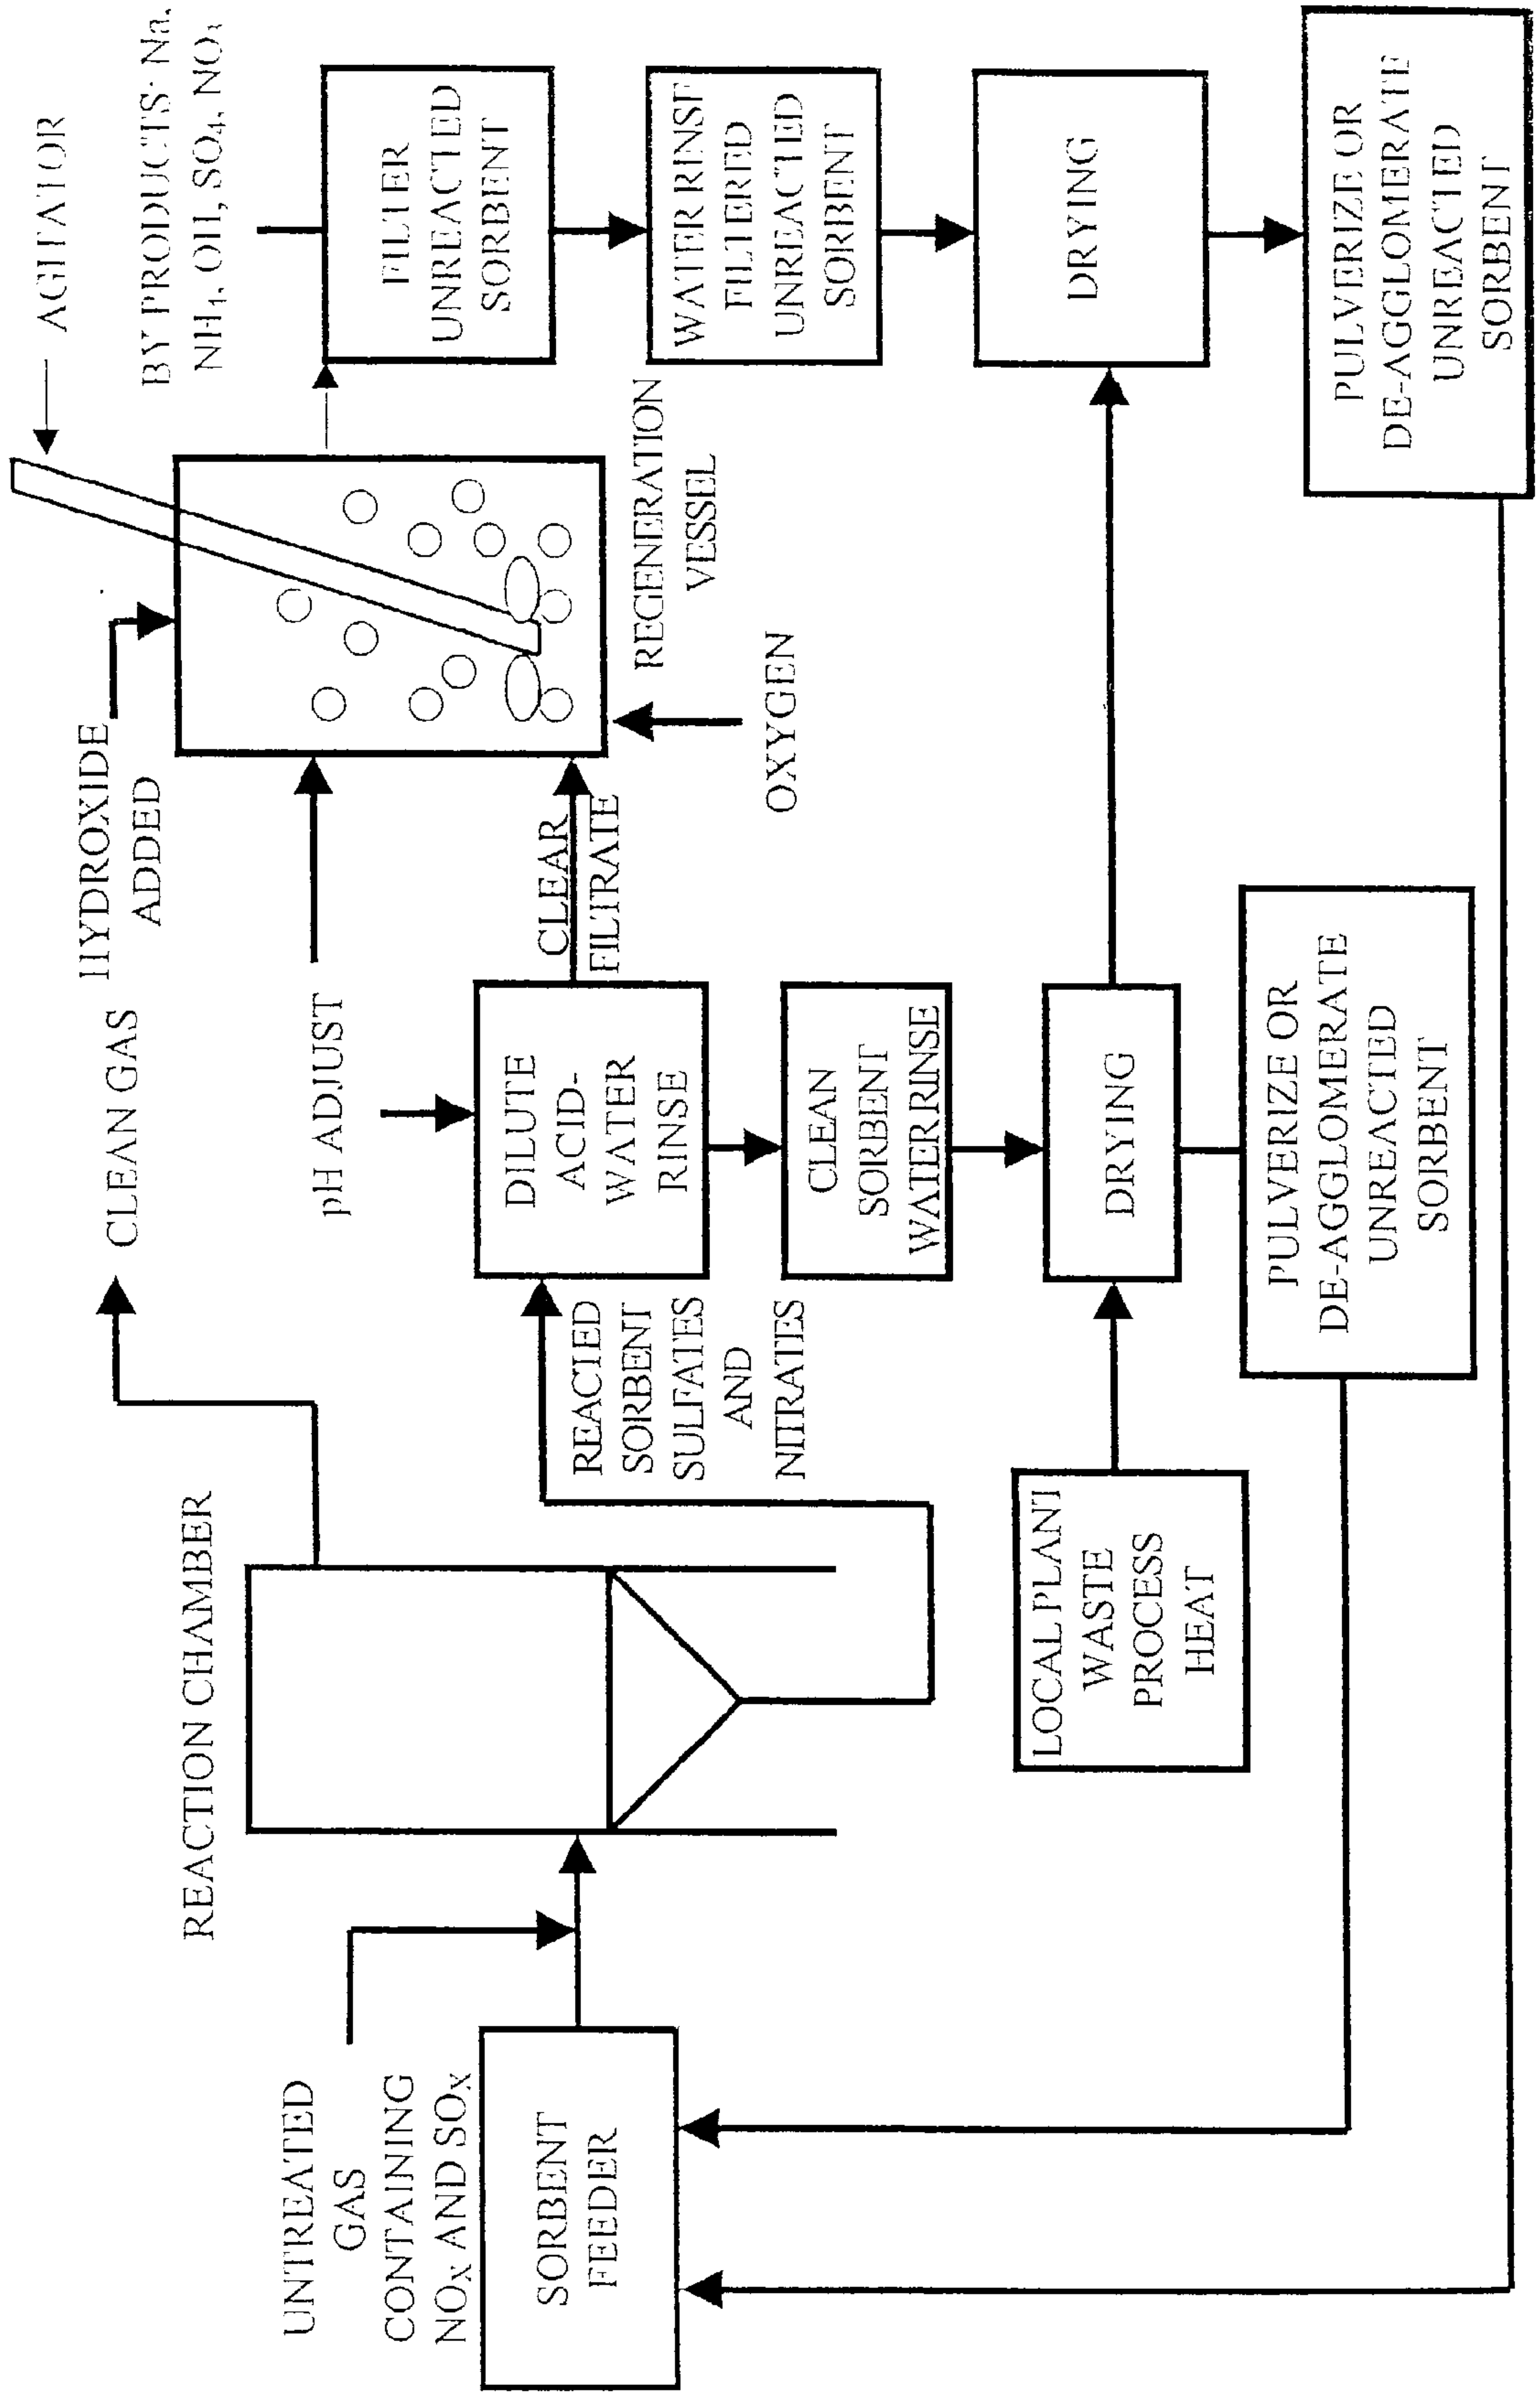 UNTREATED
GAS
CONTAINING
NOX AND SOX
SORBENT
FEEDER
REACTION CHAMBER
CLEAN GAS
REACTED
SORBENT
SULFATES
AND
NITRATES
LOCAL PLANT
WASTE
PROCESS
HEAT
pH ADJUST
DILUTE
ACID-
WATER
RINSE
CLEAN
SORBENT
WATER RINSE
DRYING
PULVERIZE OR
DE-AGGLOMERATE
UNREACTED
SORBENT
HYDROXIDE
ADDED
CLEAR
FILTRATE
OXYGEN
REGENERATION
VESSEL
AGITATOR
BY PRODUCTS: Na,
NH4, OH, SO4, NO3
FILTER
UNREACTED
SORBENT
WATER RINSE
FILTERED
UNREACTED
SORBENT
DRYING
PULVERIZE OR
DE-AGGLOMERATE
UNREACTED
SORBENT